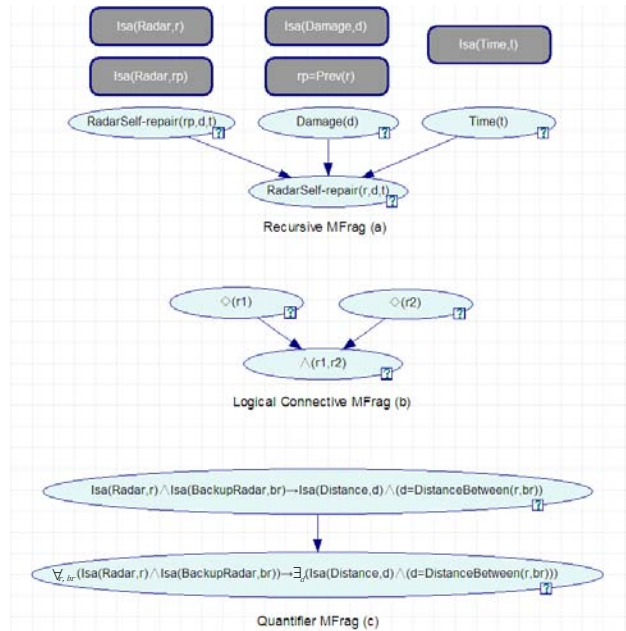 Isa(Radar,r)
Isa(Damage,d)
Isa(Time,t)
Isa(Radar,rp)
rp=Prev(r)
RadarSelf-repair(rp,d,t)
?
Damage(d)
?
Time(t)
?
RadarSelf-repair(r,d,t)
?
Recursive MFrag (a)
◇(r1)
?
◇(r2)
?
∧(r1,r2)
?
Logical Connective MFrag (b)
Isa(Radar,r)∧Isa(BackupRadar,br)→Isa(Distance,d)∧(d=DistanceBetween(r,br))
?
∀r, br(Isa(Radar,r)∧Isa(BackupRadar,br))→∃d(Isa(Distance,d)∧(d=DistanceBetween(r,br)))
?
Quantifier MFrag (c)